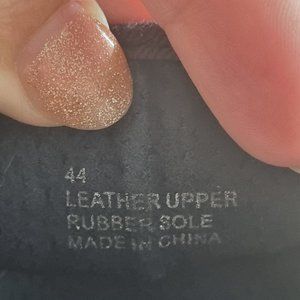 44
LEATHER UPPER
RUBBER SOLE
MADE IN CHINA